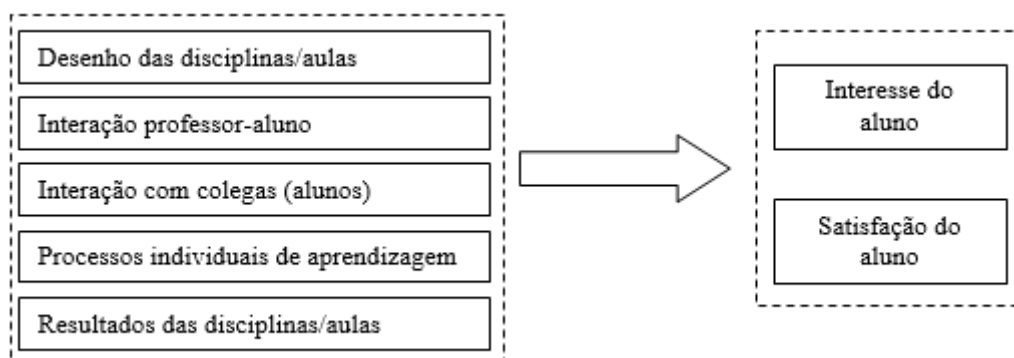 Desenho das disciplinas/aulas
Interação professor-aluno
Interação com colegas (alunos)
Processos individuais de aprendizagem
Resultados das disciplinas/aulas
Interesse do
aluno
Satisfação do
aluno